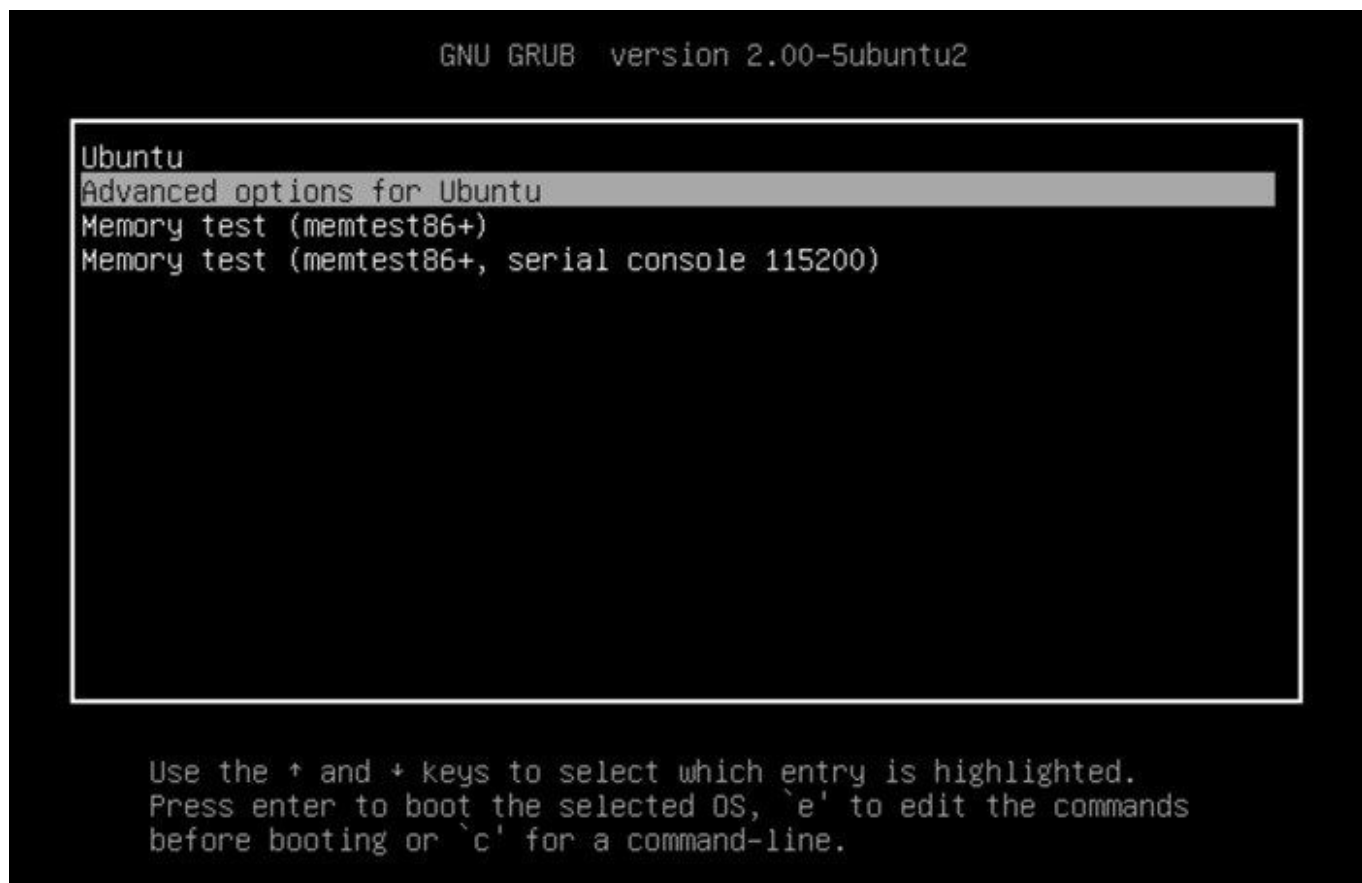 GNU GRUB  version 2.00-5ubuntu2
Ubuntu
Advanced options for Ubuntu
Memory test (memtest86+)
Memory test (memtest86+, serial console 115200)
Use the ↑ and ↓ keys to select which entry is highlighted.
Press enter to boot the selected OS, `e' to edit the commands
before booting or `c' for a command-line.